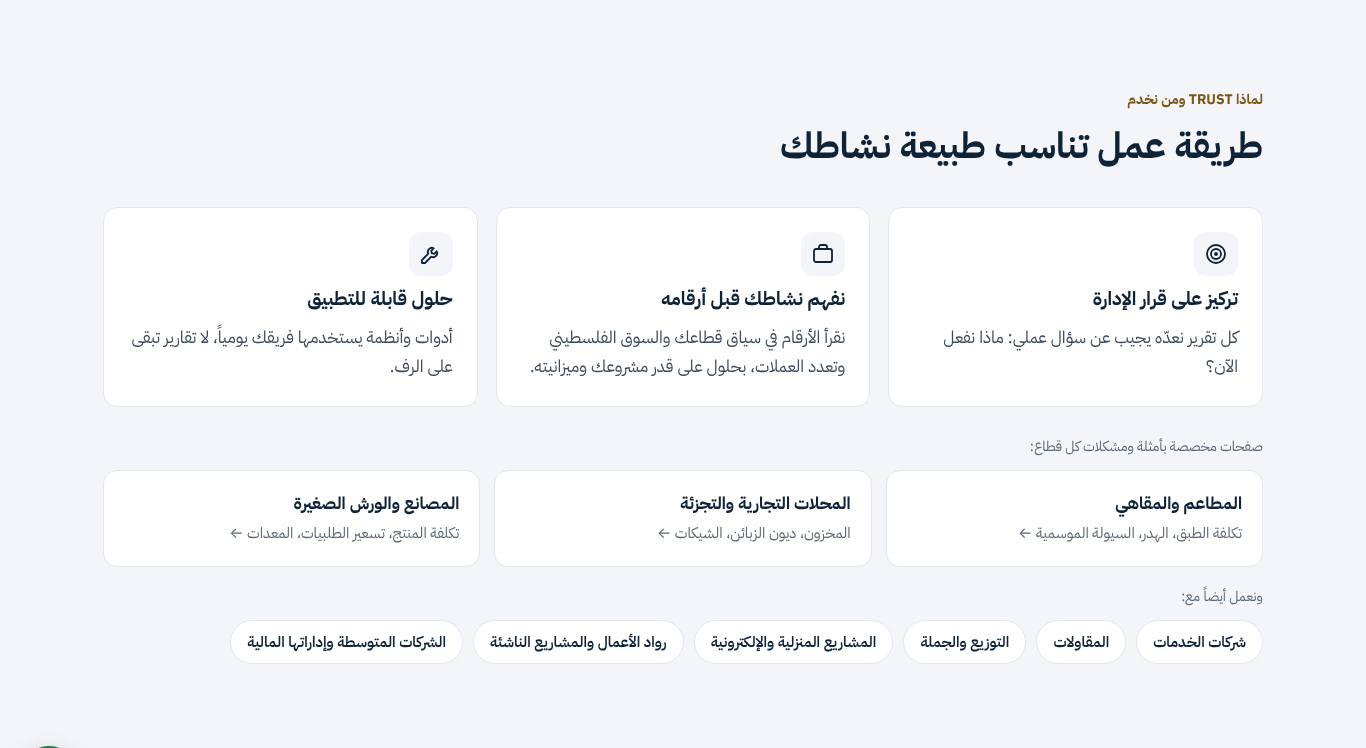 لماذا TRUST ومن نخدم
طريقة عمل تناسب طبيعة نشاطك
تركيز على قرار الإدارة
كل تقرير نعدّه يجيب عن سؤال عملي: ماذا نفعل
الآن؟
نفهم نشاطك قبل أرقامه
نقرأ الأرقام في سياق قطاعك والسوق الفلسطيني
وتعدد العملات، بحلول على قدر مشروعك وميزانيته.
حلول قابلة للتطبيق
أدوات وأنظمة يستخدمها فريقك يومياً، لا تقارير تبقى
على الرف.
صفحات مخصصة بأمثلة ومشكلات كل قطاع:
المطاعم والمقاهي
تكلفة الطبق، الهدر، السيولة الموسمية ←
المحلات التجارية والتجزئة
المخزون، ديون الزبائن، الشيكات ←
المصانع والورش الصغيرة
تكلفة المنتج، تسعير الطلبيات، المعدات ←
ونعمل أيضاً مع:
شركات الخدمات
المقاولات
التوزيع والجملة
المشاريع المنزلية والإلكترونية
رواد الأعمال والمشاريع الناشئة
الشركات المتوسطة وإداراتها المالية